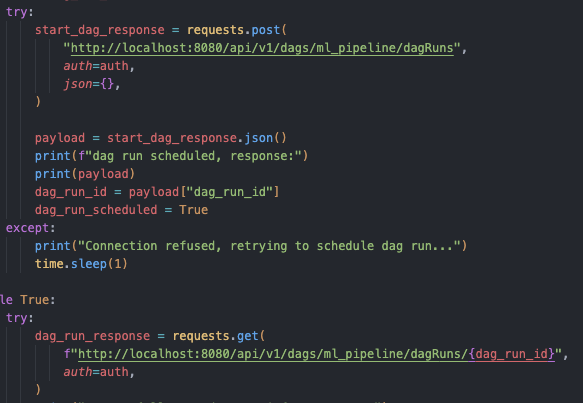 try:
start_dag_response = requests.post(
"http://localhost:8080/api/v1/dags/ml_pipeline/dagRuns",
auth=auth,
json={},
)
payload = start_dag_response.json()
print(f"dag run scheduled, response:")
print(payload)
dag_run_id = payload["dag_run_id"]
dag_run_scheduled = True
except:
print("Connection refused, retrying to schedule dag run...")
time.sleep(1)
le True:
try:
dag_run_response = requests.get(
f"http://localhost:8080/api/v1/dags/ml_pipeline/dagRuns/{dag_run_id}",
auth=auth,
)